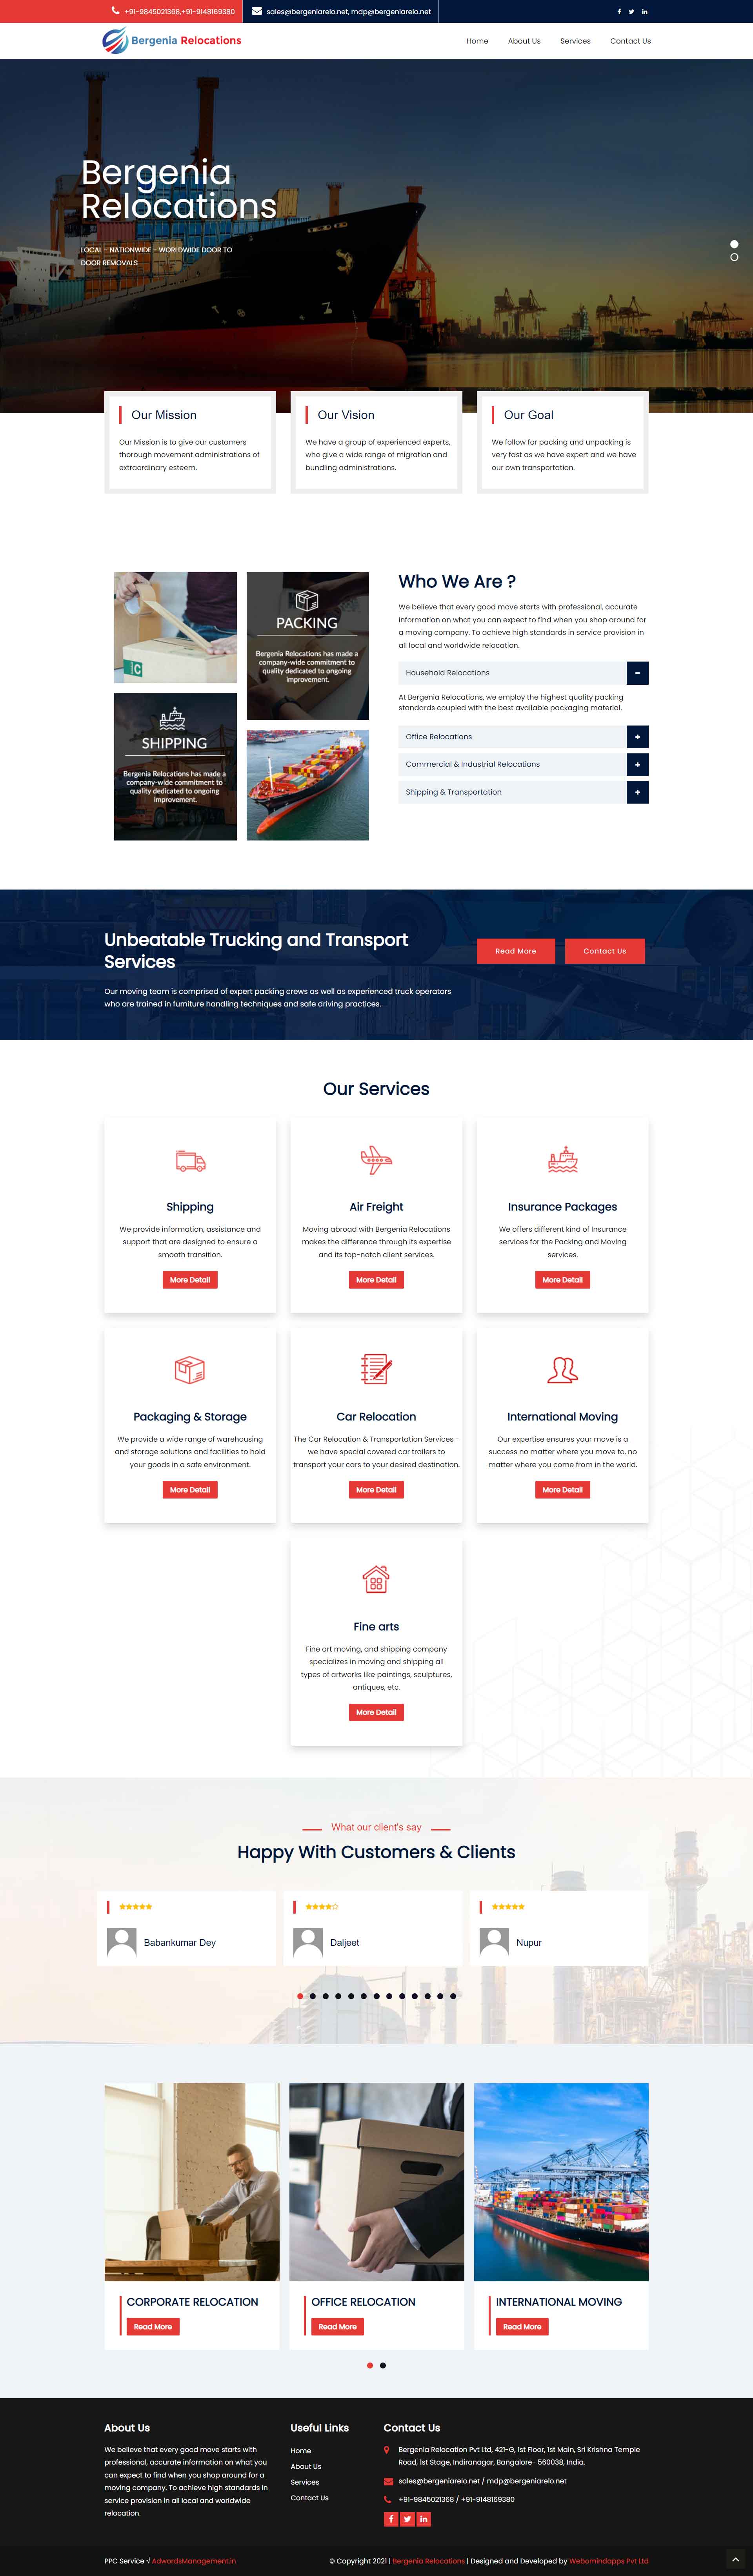 +91-9845021368,+91-9148169380
sales@bergeniarelo.net, mdp@bergeniarelo.net
Bergenia Relocations
Home
About Us
Services
Contact Us
Bergenia
Relocations
LOCAL - NATIONWIDE - WORLDWIDE DOOR TO
DOOR REMOVALS
Our Mission
Our Mission is to give our customers
thorough movement administrations of
extraordinary esteem.
Our Vision
We have a group of experienced experts,
who give a wide range of migration and
bundling administrations.
Our Goal
We follow for packing and unpacking is
very fast as we have expert and we have
our own transportation.
PACKING
Bergenia Relocations has made a
company-wide commitment to
quality dedicated to ongoing
improvement.
SHIPPING
Bergenia Relocations has made a
company-wide commitment to
quality dedicated to ongoing
improvement.
Who We Are ?
We believe that every good move starts with professional, accurate
information on what you can expect to find when you shop around for
a moving company. To achieve high standards in service provision in
all local and worldwide relocation.
Household Relocations
At Bergenia Relocations, we employ the highest quality packing
standards coupled with the best available packaging material.
Office Relocations
Commercial & Industrial Relocations
Shipping & Transportation
Unbeatable Trucking and Transport
Services
Our moving team is comprised of expert packing crews as well as experienced truck operators
who are trained in furniture handling techniques and safe driving practices.
Read More
Contact Us
Our Services
Shipping
We provide information, assistance and
support that are designed to ensure a
smooth transition.
More Detail
Air Freight
Moving abroad with Bergenia Relocations
makes the difference through its expertise
and its top-notch client services.
More Detail
Insurance Packages
We offers different kind of Insurance
services for the Packing and Moving
services.
More Detail
Packaging & Storage
We provide a wide range of warehousing
and storage solutions and facilities to hold
your goods in a safe environment.
More Detail
Car Relocation
The Car Relocation & Transportation Services -
we have special covered car trailers to
transport your cars to your desired destination.
More Detail
International Moving
Our expertise ensures your move is a
success no matter where you move to, no
matter where you come from in the world.
More Detail
Fine arts
Fine art moving, and shipping company
specializes in moving and shipping all
types of artworks like paintings, sculptures,
antiques, etc.
More Detail
What our client's say
Happy With Customers & Clients
Babankumar Dey
Daljeet
Nupur
CORPORATE RELOCATION
Read More
OFFICE RELOCATION
Read More
INTERNATIONAL MOVING
Read More
About Us
We believe that every good move starts with
professional, accurate information on what you
can expect to find when you shop around for a
moving company. To achieve high standards in
service provision in all local and worldwide
relocation.
Useful Links
Home
About Us
Services
Contact Us
Contact Us
Bergenia Relocation Pvt Ltd, 421-G, 1st Floor, 1st Main, Sri Krishna Temple
Road, 1st Stage, Indiranagar, Bangalore- 560038, India.
sales@bergeniarelo.net / mdp@bergeniarelo.net
+91-9845021368 / +91-9148169380
PPC Service √ AdwordsManagement.in
© Copyright 2021 | Bergenia Relocations | Designed and Developed by Webomindapps Pvt Ltd